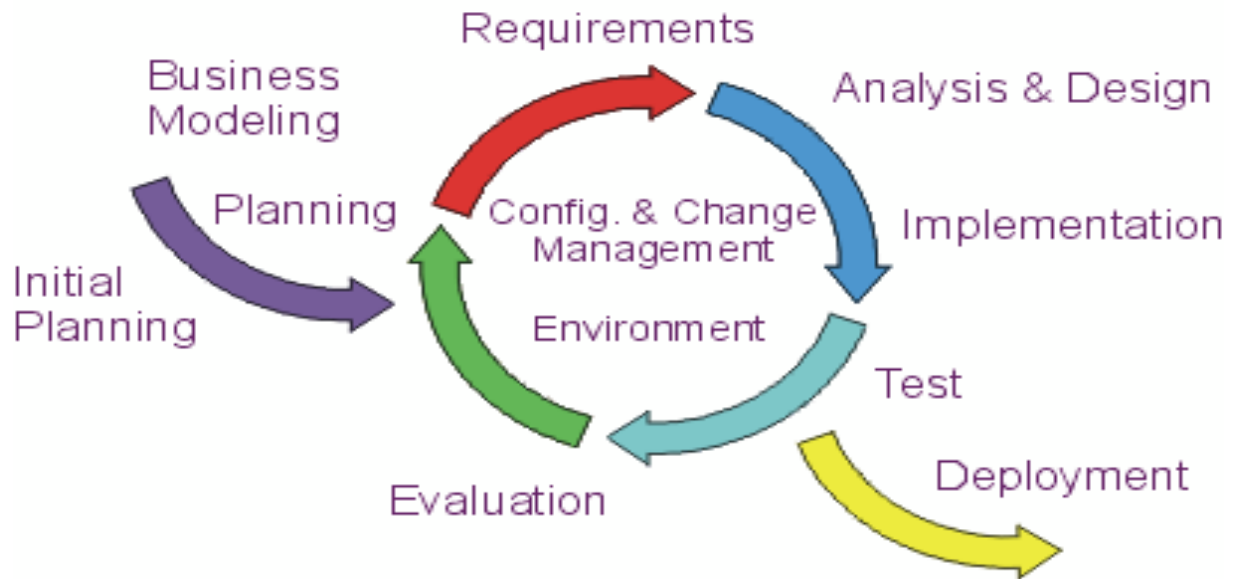 Requirements
Business
Modeling
Analysis & Design
Planning
Config. & Change
Management
Implementation
Initial
Planning
Environment
Test
Deployment
Evaluation